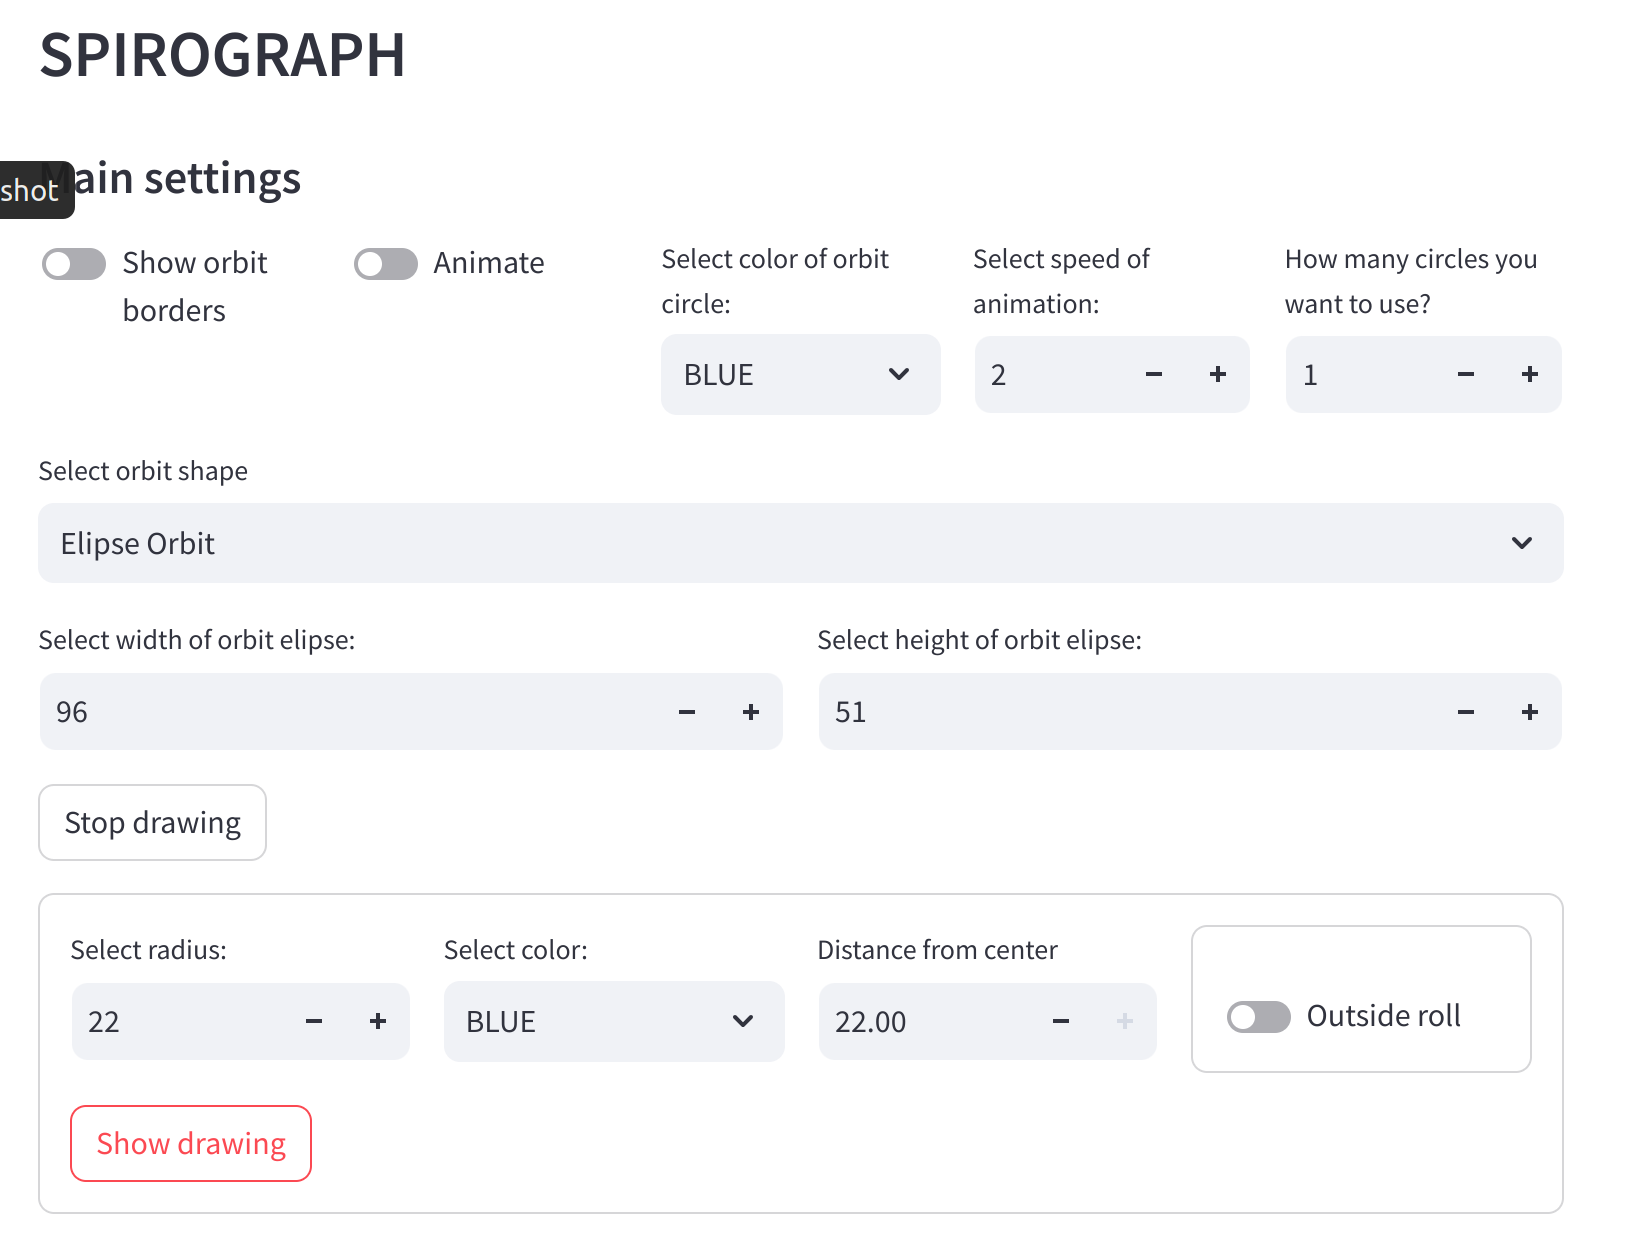 SPIROGRAPH
Main settings
shot
Show orbit
borders
Animate
Select color of orbit
circle:
BLUE
Select speed of
animation:
2
How many circles you
want to use?
1
Select orbit shape
Elipse Orbit
Select width of orbit elipse:
96
Select height of orbit elipse:
51
Stop drawing
Select radius:
22
Select color:
BLUE
Distance from center
22.00
Outside roll
Show drawing